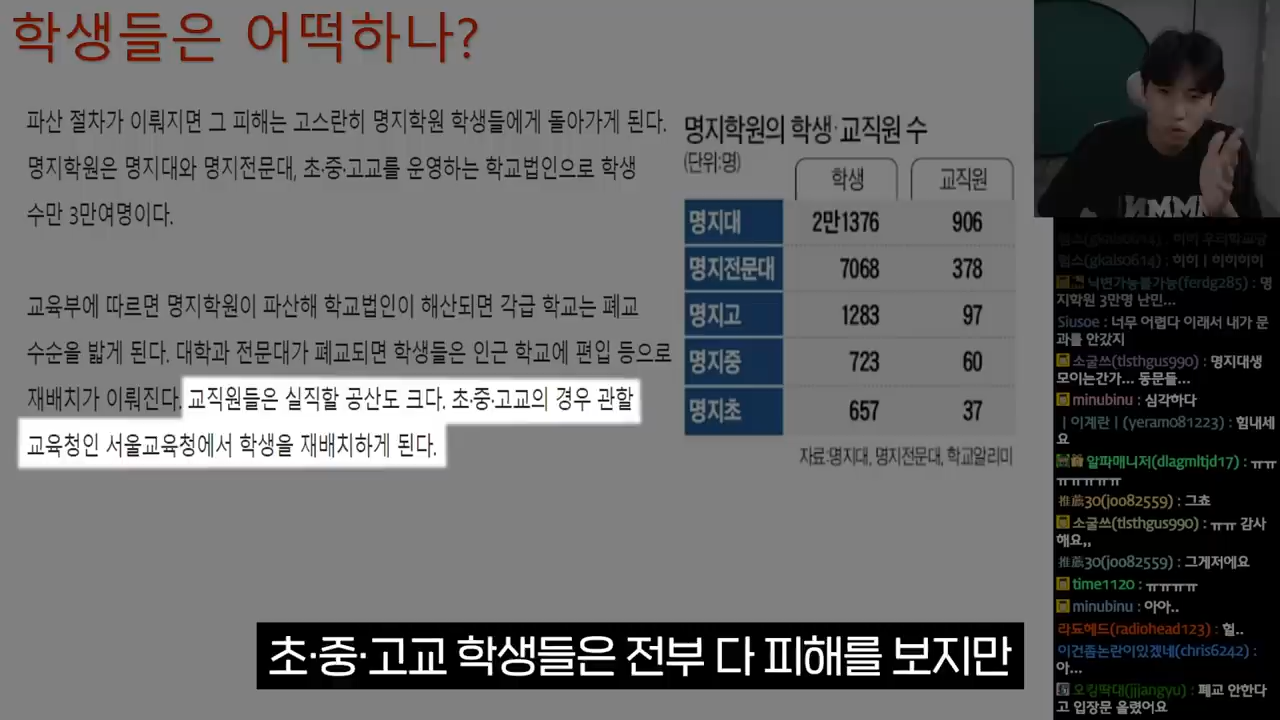 학생들은 어떡하나?
파산 절차가 이뤄지면 그 피해는 고스란히 명지학원 학생들에게 돌아가게 된다.
명지학원은 명지대와 명지전문대, 초·중·고교를 운영하는 학교법인으로 학생
수만 3만여명이다.
교육부에 따르면 명지학원이 파산해 학교법인이 해산되면 각급 학교는 폐교
수순을 밟게 된다. 대학과 전문대가 폐교되면 학생들은 인근 학교에 편입 등으로
재배치가 이뤄진다. 교직원들은 실직할 공산도 크다. 초·중·고교의 경우 관할
교육청인 서울교육청에서 학생을 재배치하게 된다.
명지학원의 학생·교직원 수
(단위:명)
학생 교직원
명지대 2만1376 906
명지전문대 7068 378
명지고 1283 97
명지중 723 60
명지초 657 37
자료:명지대, 명지전문대, 학교알리미
(gkais0614) : 히히 | 이히이이
닉변가능불가능(ferdg285) : 명
지학원 3만명 난민...
Siusoe : 너무 어렵다 이래서 내가 문
과를 안갔지
소굴쓰(tlsthgus990) : 명지대생
모이는간가... 동문들...
minubinu : 심각하다
| 이계란 | (yeram081223) : 힘내세
요
알파매니저(dlagmltjd17) : ㅠㅠ
ㅠㅠㅠㅠㅠ
推薦30(joo82559) : 그쵸
소굴쓰(tlsthgus990) : ㅠㅠ 감사
해요,,
推薦30(joo82559) : 그게저에요
time1120 : ㅠㅠㅠㅠ
minubinu : 아아..
라됴헤드(radiohead123) : 헐..
이건좀논란이있겠네(chris6242) :
아...
오킹딱대(jjjangyu) : 폐교 안한다
고 입장문 올렸어요
초·중·고교 학생들은 전부 다 피해를 보지만